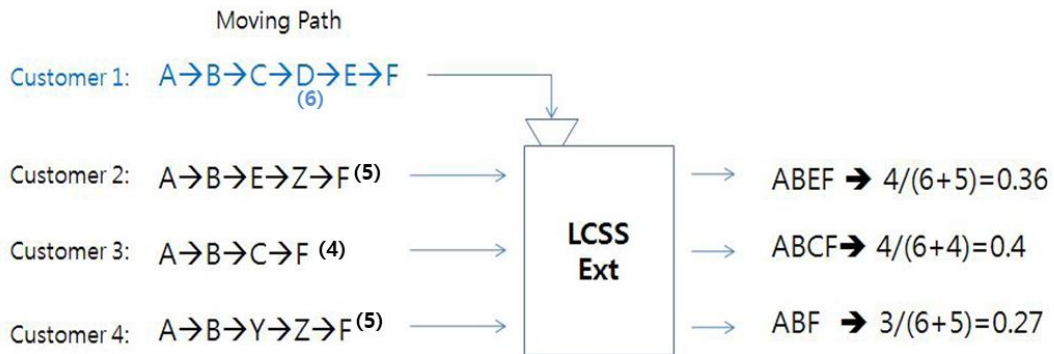 Moving Path
Customer 1: A→B→C→D→E→F
(6)
Customer 2: A→B→E→Z→F (5) ABEF ➔ 4/(6+5)=0.36
LCSS
Ext
Customer 3: A→B→C→F (4) ABCF➔ 4/(6+4)=0.4
Customer 4: A→B→Y→Z→F (5) ABF ➔ 3/(6+5)=0.27